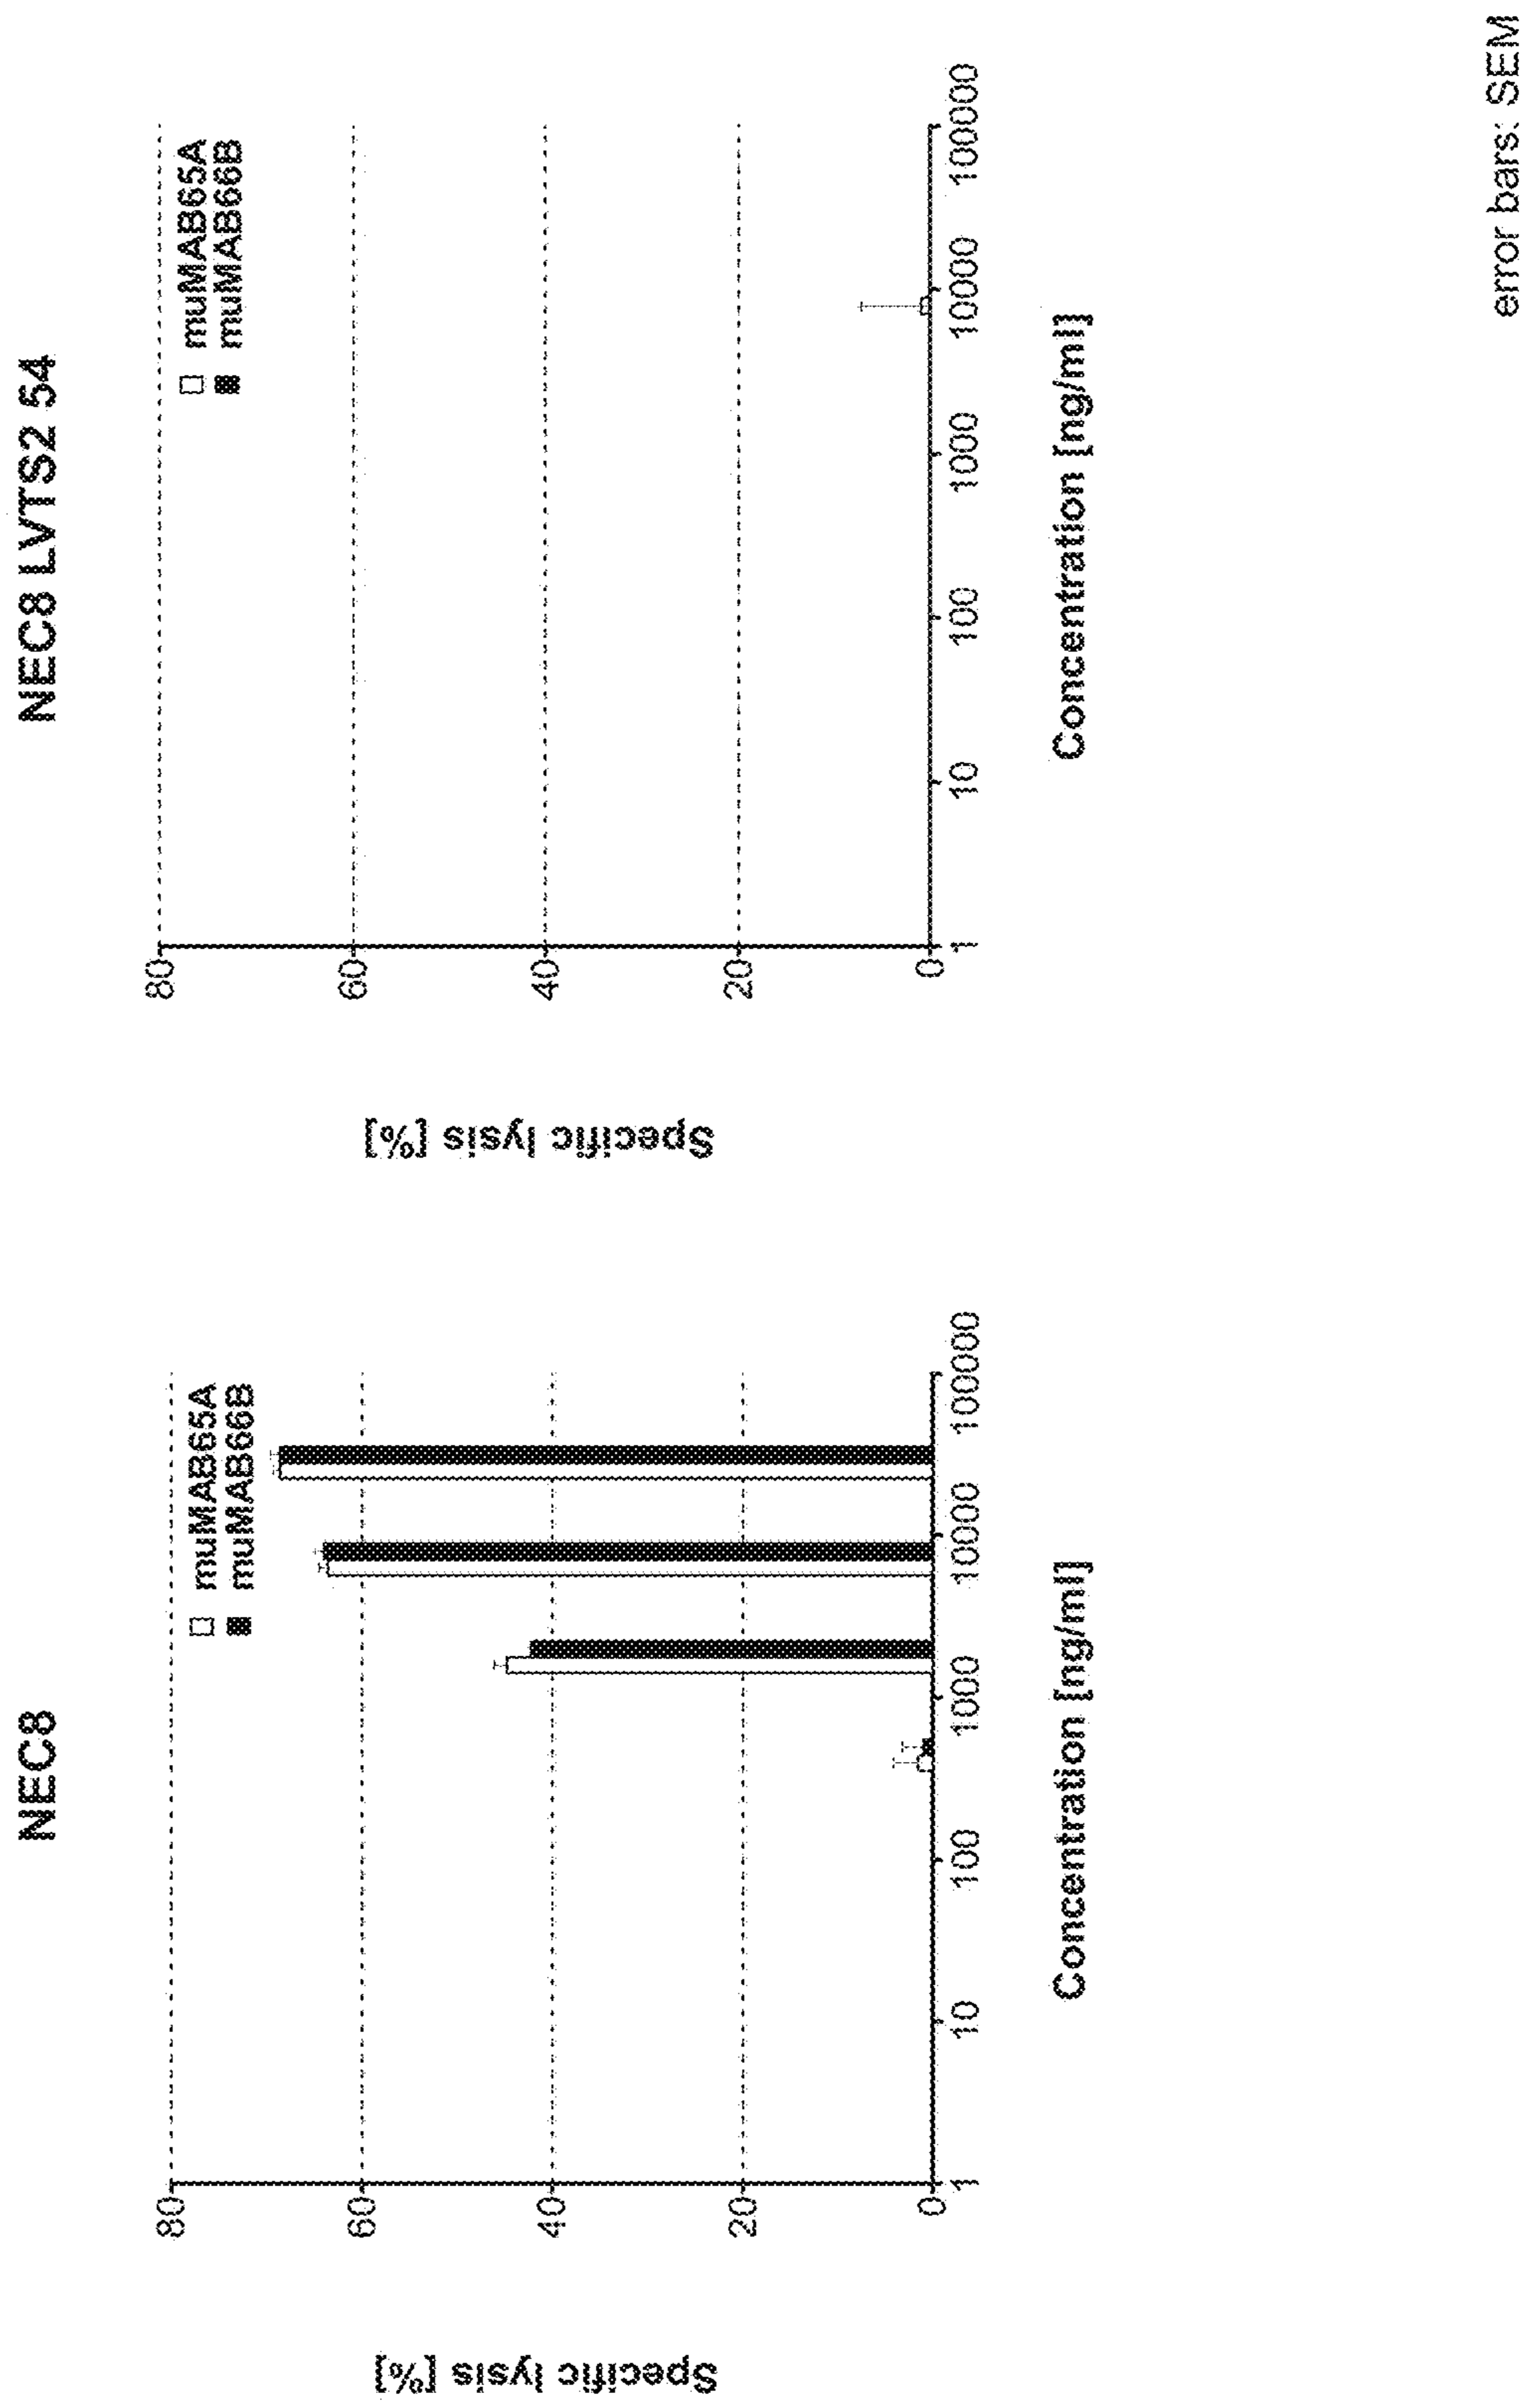 NEC8
Specific lysis [%]
80
60
40
20
0
muMAB65A
muMAB66B
1 10 100 1000 10000 100000
Concentration [ng/ml]
NEC8 LVTS2 54
Specific lysis [%]
80
60
40
20
0
muMAB65A
muMAB66B
1 10 100 1000 10000 100000
Concentration [ng/ml]
error bars: SEM